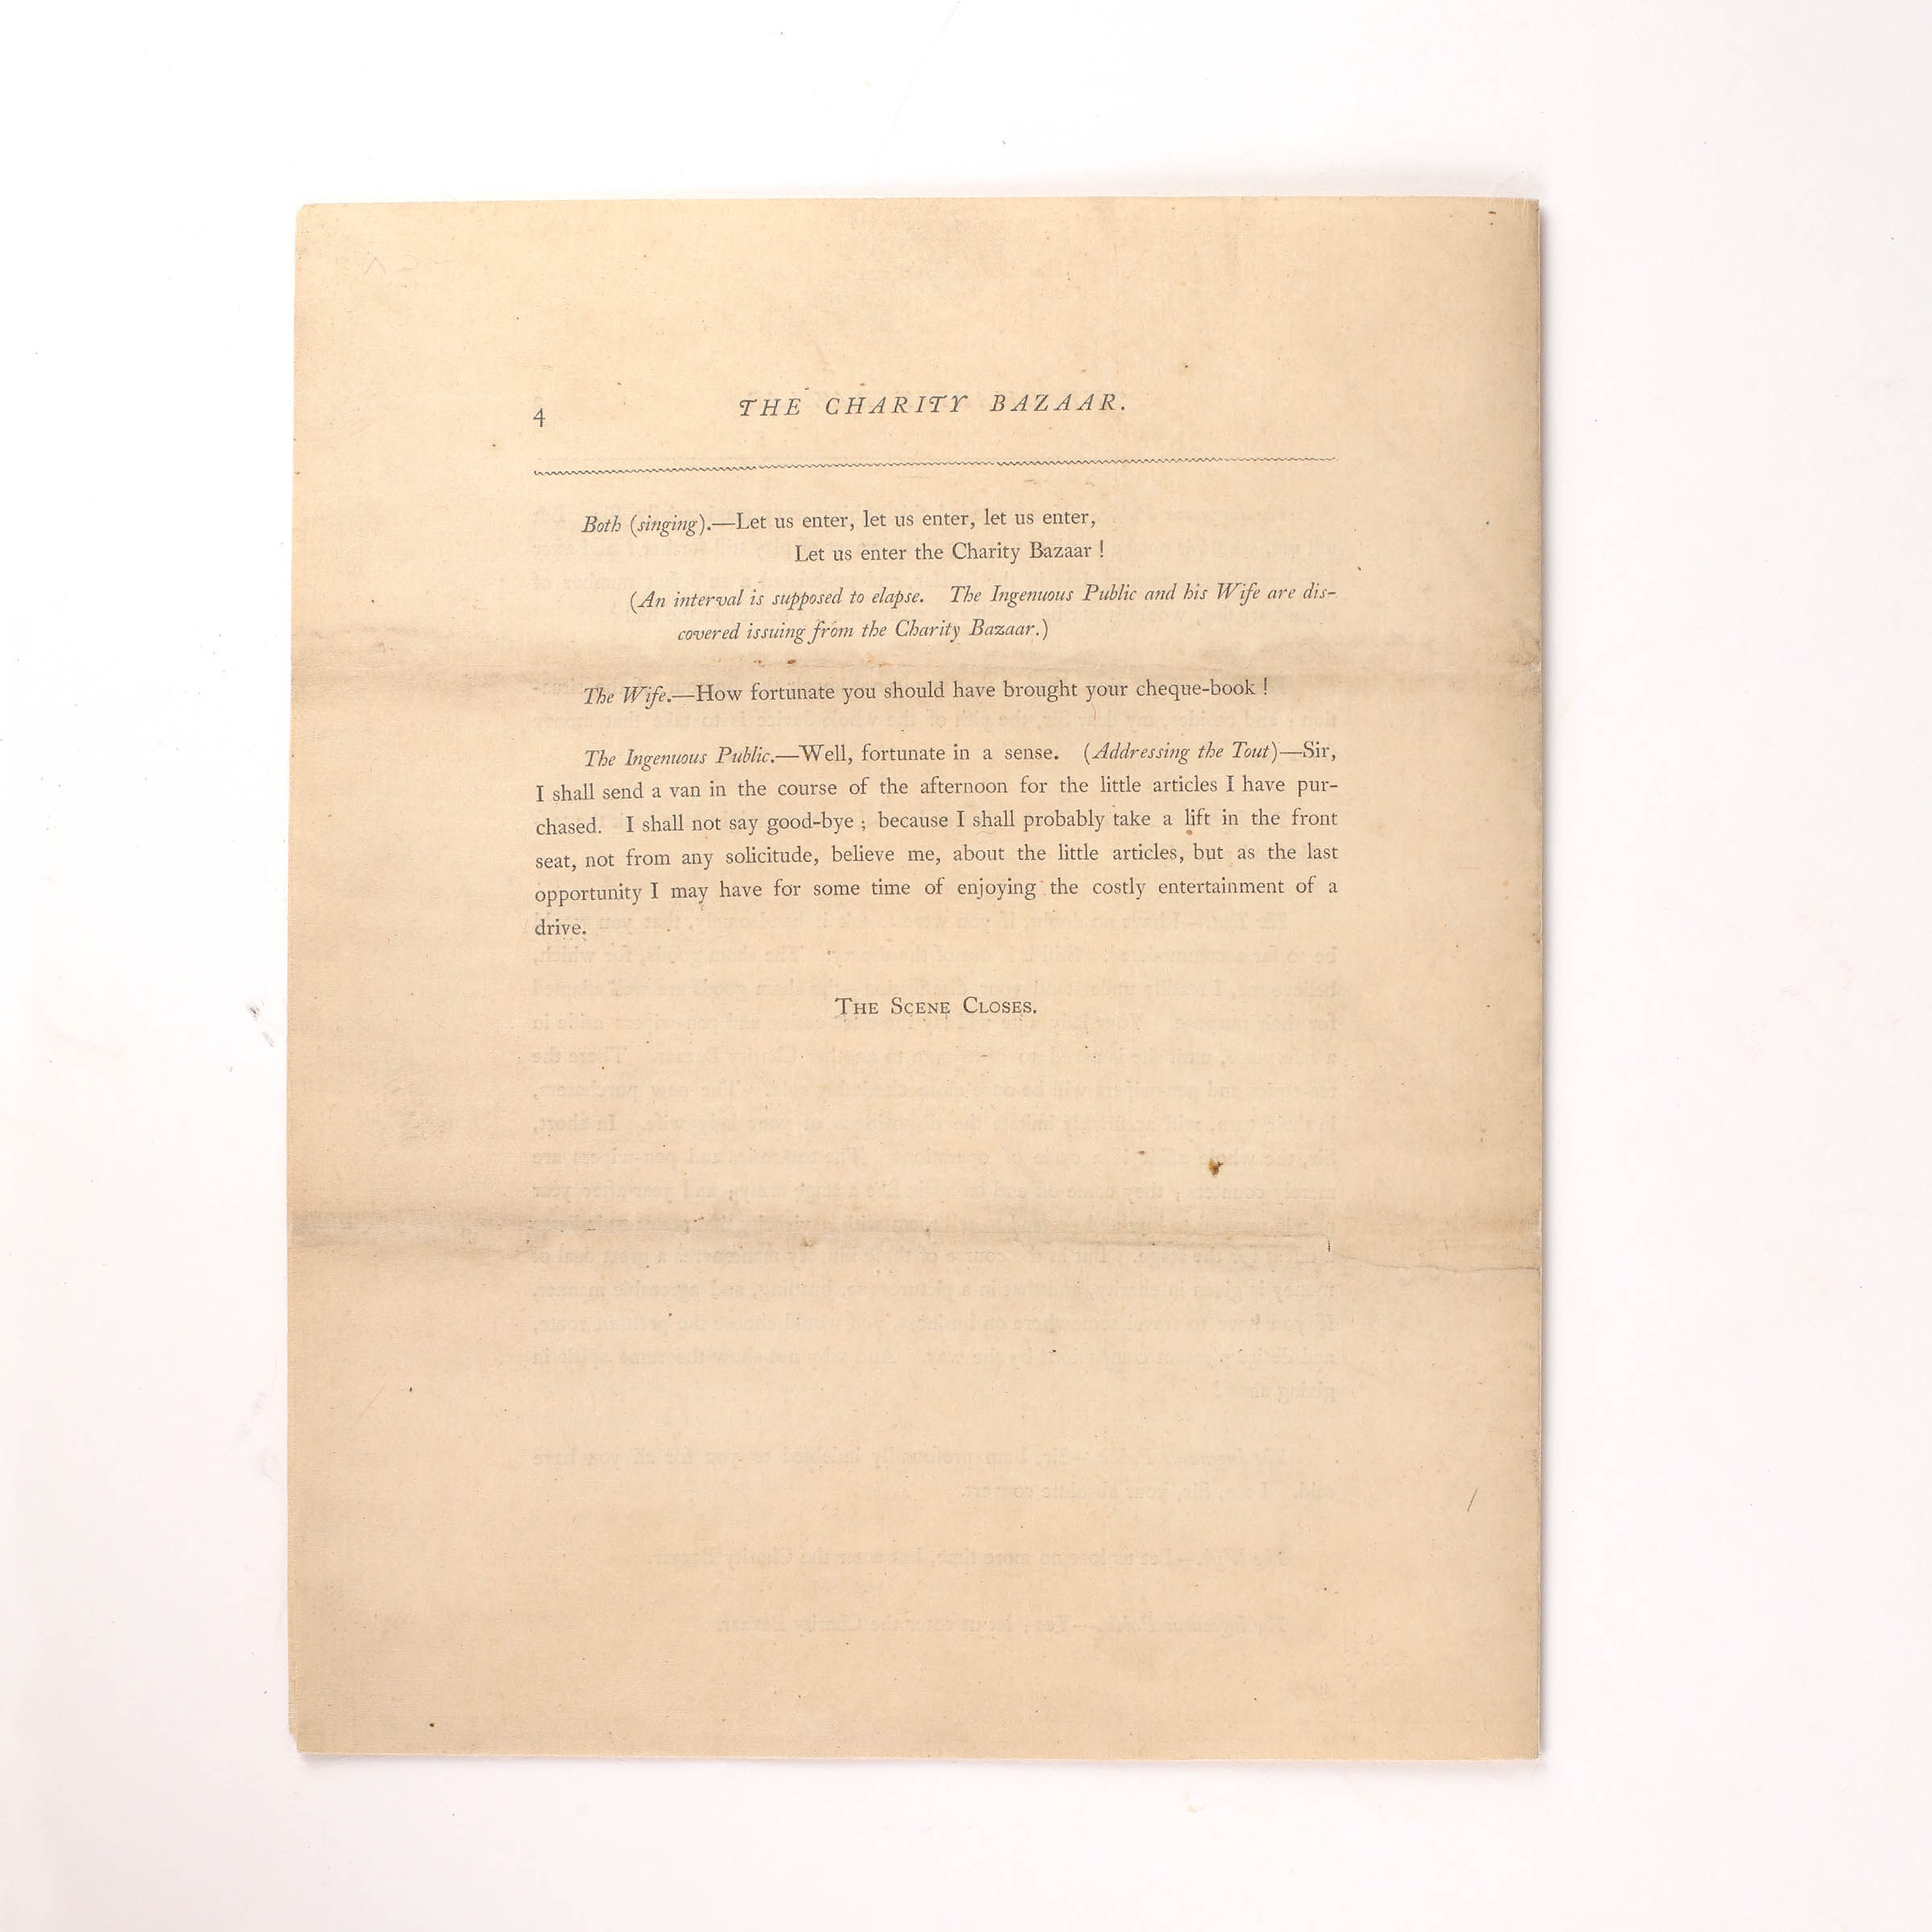 4 THE CHARITY BAZAAR.
Both (singing).—Let us enter, let us enter, let us enter,
Let us enter the Charity Bazaar !
(An interval is supposed to elapse. The Ingenuous Public and his Wife are dis-
covered issuing from the Charity Bazaar.)
The Wife.—How fortunate you should have brought your cheque-book !
The Ingenuous Public.—Well, fortunate in a sense. (Addressing the Tout)—Sir,
I shall send a van in the course of the afternoon for the little articles I have pur-
chased. I shall not say good-bye ; because I shall probably take a lift in the front
seat, not from any solicitude, believe me, about the little articles, but as the last
opportunity I may have for some time of enjoying the costly entertainment of a
drive.
THE SCENE CLOSES.